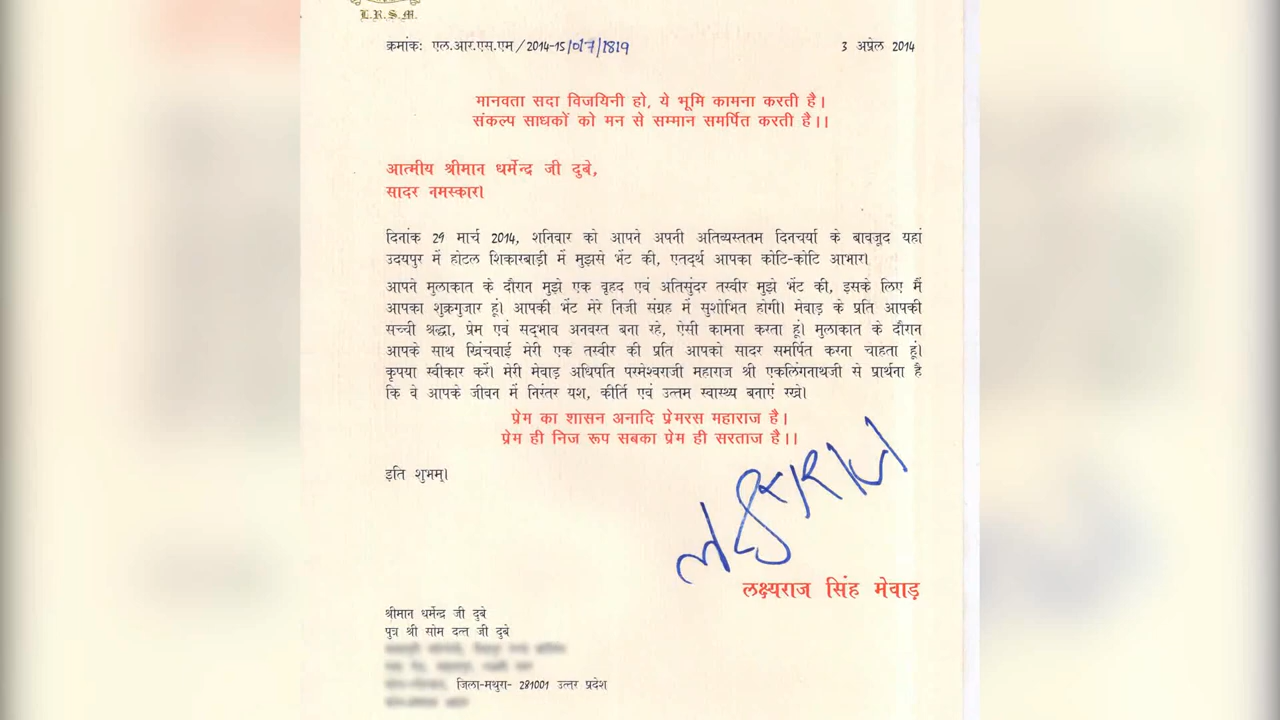 L.R.S.M.
क्रमांकः एल.आर.एस.एम/2014-15/017/1819
3 अप्रेल 2014
मानवता सदा विजयिनी हो, ये भूमि कामना करती है।
संकल्प साधकों को मन से सम्मान समर्पित करती है।।
आत्मीय श्रीमान धर्मेन्द्र जी दुबे,
सादर नमस्कार।
दिनांक 29 मार्च 2014, शनिवार को आपने अपनी अतिव्यस्ततम दिनचर्या के बावजूद यहां
उदयपुर में होटल शिकारबाड़ी में मुझसे भेंट की, एतदर्थ आपका कोटि-कोटि आभार।
आपने मुलाकात के दौरान मुझे एक बृहद एवं अतिसुंदर तस्वीर मुझे भेंट की, इसके लिए मैं
आपका शुक्रगुजार हूं। आपकी भेंट मेरे निजी संग्रह में सुशोभित होगी। मेवाड़ के प्रति आपकी
सच्ची श्रद्धा, प्रेम एवं सद्भाव अनवरत बना रहे, ऐसी कामना करता हूं। मुलाकात के दौरान
आपके साथ खिंचवाई मेरी एक तस्वीर की प्रति आपको सादर समर्पित करना चाहता हूं।
कृपया स्वीकार करें। मेरी मेवाड़ अधिपति परमेश्वराजी महाराज श्री एकलिंगनाथजी से प्रार्थना है
कि वे आपके जीवन में निरंतर यश, कीर्ति एवं उत्तम स्वास्थ्य बनाएं रखे।
प्रेम का शासन अनादि प्रेमरस महाराज है।
प्रेम ही निज रूप सबका प्रेम ही सरताज है।।
इति शुभम्।
लक्ष्यराज
लक्ष्यराज सिंह मेवाड़
श्रीमान धर्मेन्द्र जी दुबे
पुत्र श्री सोम दत्त जी दुबे
जिला-मथुरा- 281001 उत्तर प्रदेश